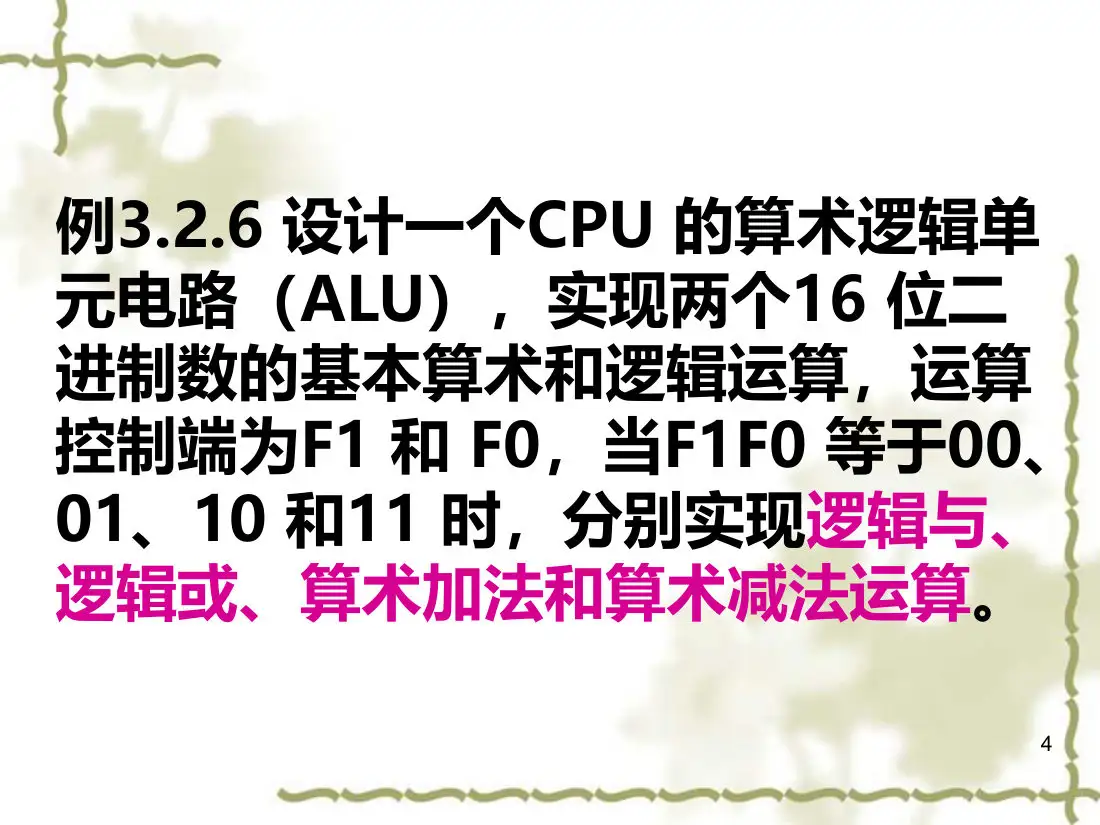 例3.2.6 设计一个CPU 的算术逻辑单
元电路（ALU），实现两个16 位二
进制数的基本算术和逻辑运算，运算
控制端为F1 和 F0，当F1F0 等于00、
01、10 和11 时，分别实现逻辑与、
逻辑或、算术加法和算术减法运算。
4